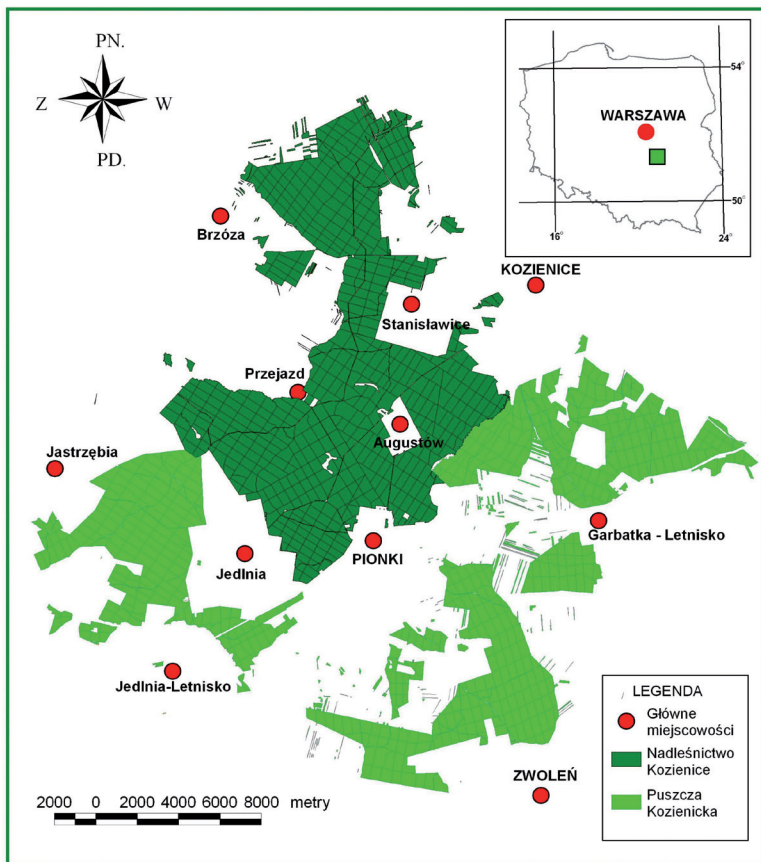 PN.
Z W
PD.
54°
WARSZAWA
50°
16° 24°
Brzóza
KOZIENICE
Stanisławice
Przejazd
Augustów
Jastrzębia
Garbatka - Letnisko
PIONKI
Jedlnia
Jedlnia-Letnisko
ZWOLEŃ
LEGENDA
Główne
miejscowości
Nadleśnictwo
Kozienice
Puszcza
Kozienicka
2000 0 2000 4000 6000 8000 metry